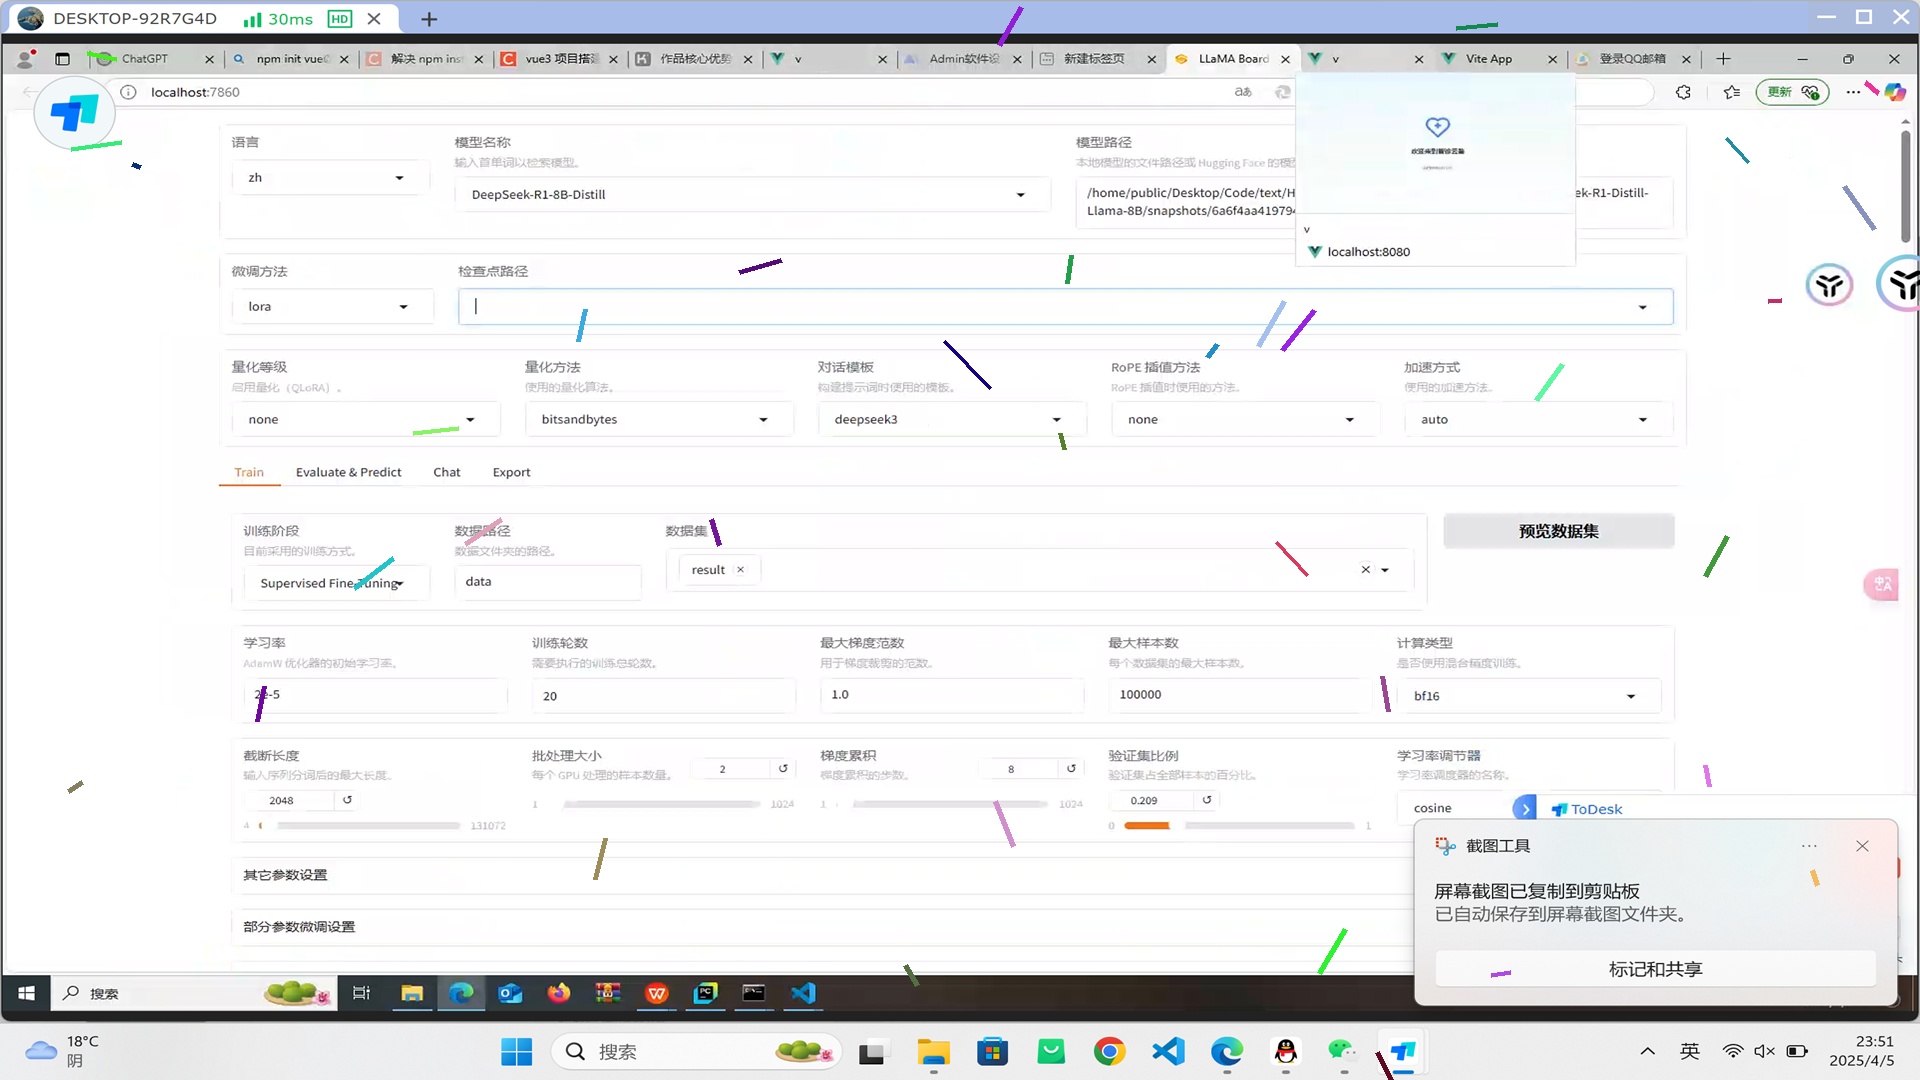 DESKTOP-92R7G4D 30ms HD
ChatGPT
npm init vue@
解决 npm inst
vue3 项目搭建
作品核心优势
v
Admin软件设
新建标签页
LLaMA Board
v
Vite App
登录QQ邮箱
localhost:7860
更新
语言
zh
模型名称
输入首单词以检索模型。
DeepSeek-R1-8B-Distill
模型路径
本地模型的文件路径或 Hugging Face 的模型
/home/public/Desktop/Code/text/H
ek-R1-Distill-
Llama-8B/snapshots/6a6f4aa419794
v
localhost:8080
微调方法
lora
检查点路径
量化等级
启用量化（QLoRA）。
none
量化方法
使用的量化算法。
bitsandbytes
对话模板
构建提示词时使用的模板。
deepseek3
RoPE 插值方法
RoPE 插值时使用的方法。
none
加速方式
使用的加速方法。
auto
Train Evaluate & Predict Chat Export
训练阶段
目前采用的训练方式。
Supervised Fine-Tuning
数据路径
数据文件夹的路径。
data
数据集
result
预览数据集
学习率
AdamW 优化器的初始学习率。
2e-5
训练轮数
需要执行的训练总轮数。
20
最大梯度范数
用于梯度裁剪的范数。
1.0
最大样本数
每个数据集的最大样本数。
100000
计算类型
是否使用混合精度训练。
bf16
截断长度
输入序列分词后的最大长度。
2048
4 131072
批处理大小
每个 GPU 处理的样本数量。
2
1 1024
梯度累积
梯度累积的步数。
8
1 1024
验证集比例
验证集占全部样本的百分比。
0.209
0 1
学习率调节器
学习率调度器的名称。
cosine
ToDesk
其它参数设置
部分参数微调设置
截图工具
屏幕截图已复制到剪贴板
已自动保存到屏幕截图文件夹。
标记和共享
搜索
18°C
阴
搜索
英
23:51
2025/4/5